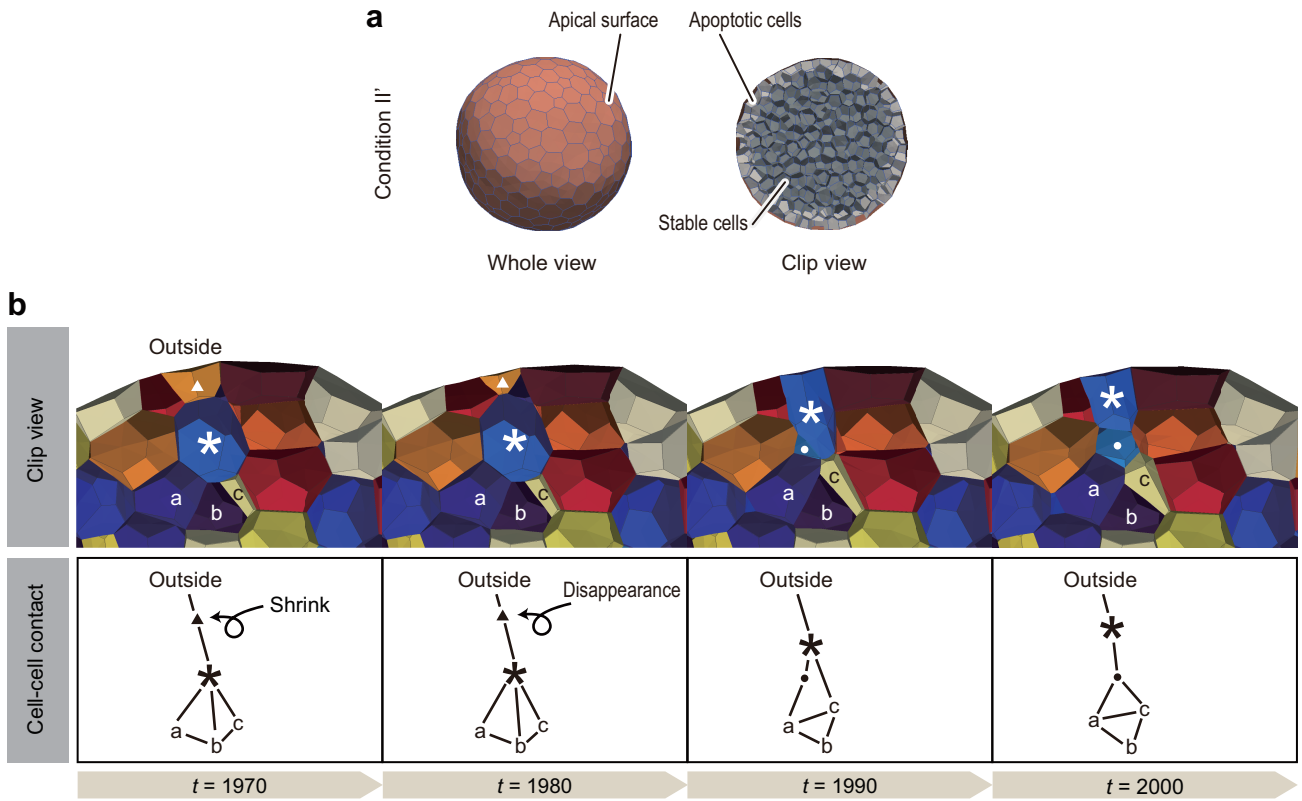 a
Apical surface
Apoptotic cells
Condition II'
Stable cells
Whole view
Clip view
b
Clip view
Outside
a
b
c
a
b
c
a
b
c
a
b
c
Cell-cell contact
Outside
Shrink
a
b
c
Outside
Disappearance
a
b
c
Outside
a
b
c
Outside
a
b
c
t = 1970
t = 1980
t = 1990
t = 2000